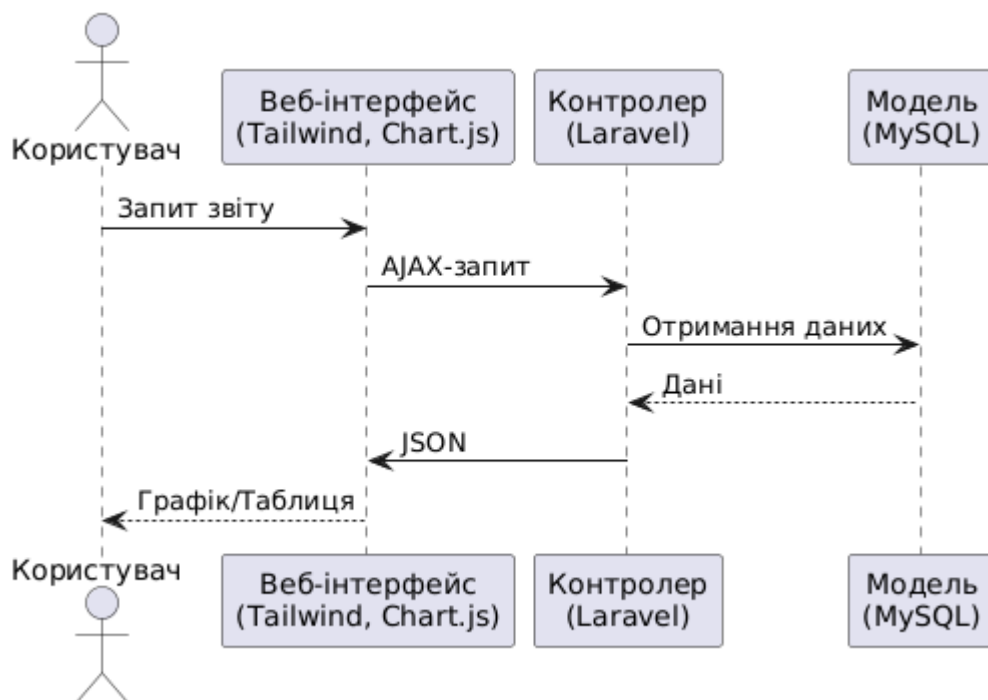 Користувач
Веб-інтерфейс
(Tailwind, Chart.js)
Контролер
(Laravel)
Модель
(MySQL)
Запит звіту
AJAX-запит
Отримання даних
Дані
JSON
Графік/Таблиця
Користувач
Веб-інтерфейс
(Tailwind, Chart.js)
Контролер
(Laravel)
Модель
(MySQL)